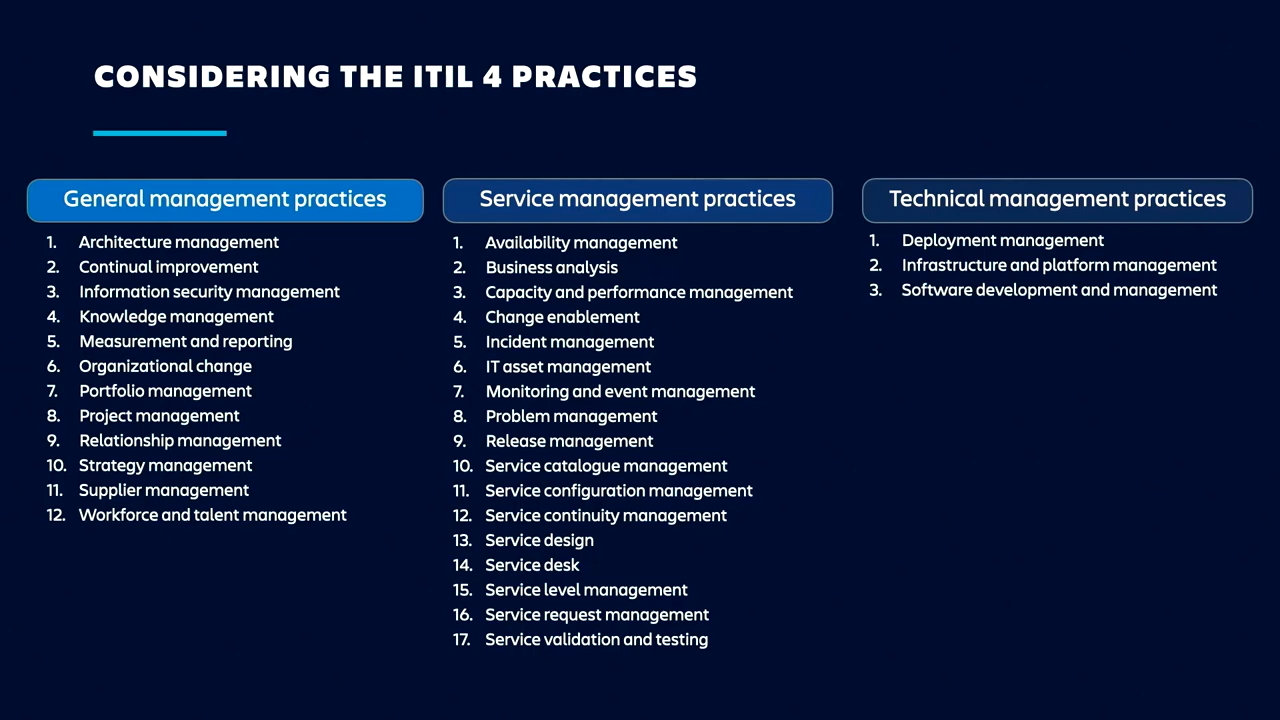 CONSIDERING THE ITIL 4 PRACTICES
General management practices
1. Architecture management
2. Continual improvement
3. Information security management
4. Knowledge management
5. Measurement and reporting
6. Organizational change
7. Portfolio management
8. Project management
9. Relationship management
10. Strategy management
11. Supplier management
12. Workforce and talent management
Service management practices
1. Availability management
2. Business analysis
3. Capacity and performance management
4. Change enablement
5. Incident management
6. IT asset management
7. Monitoring and event management
8. Problem management
9. Release management
10. Service catalogue management
11. Service configuration management
12. Service continuity management
13. Service design
14. Service desk
15. Service level management
16. Service request management
17. Service validation and testing
Technical management practices
1. Deployment management
2. Infrastructure and platform management
3. Software development and management